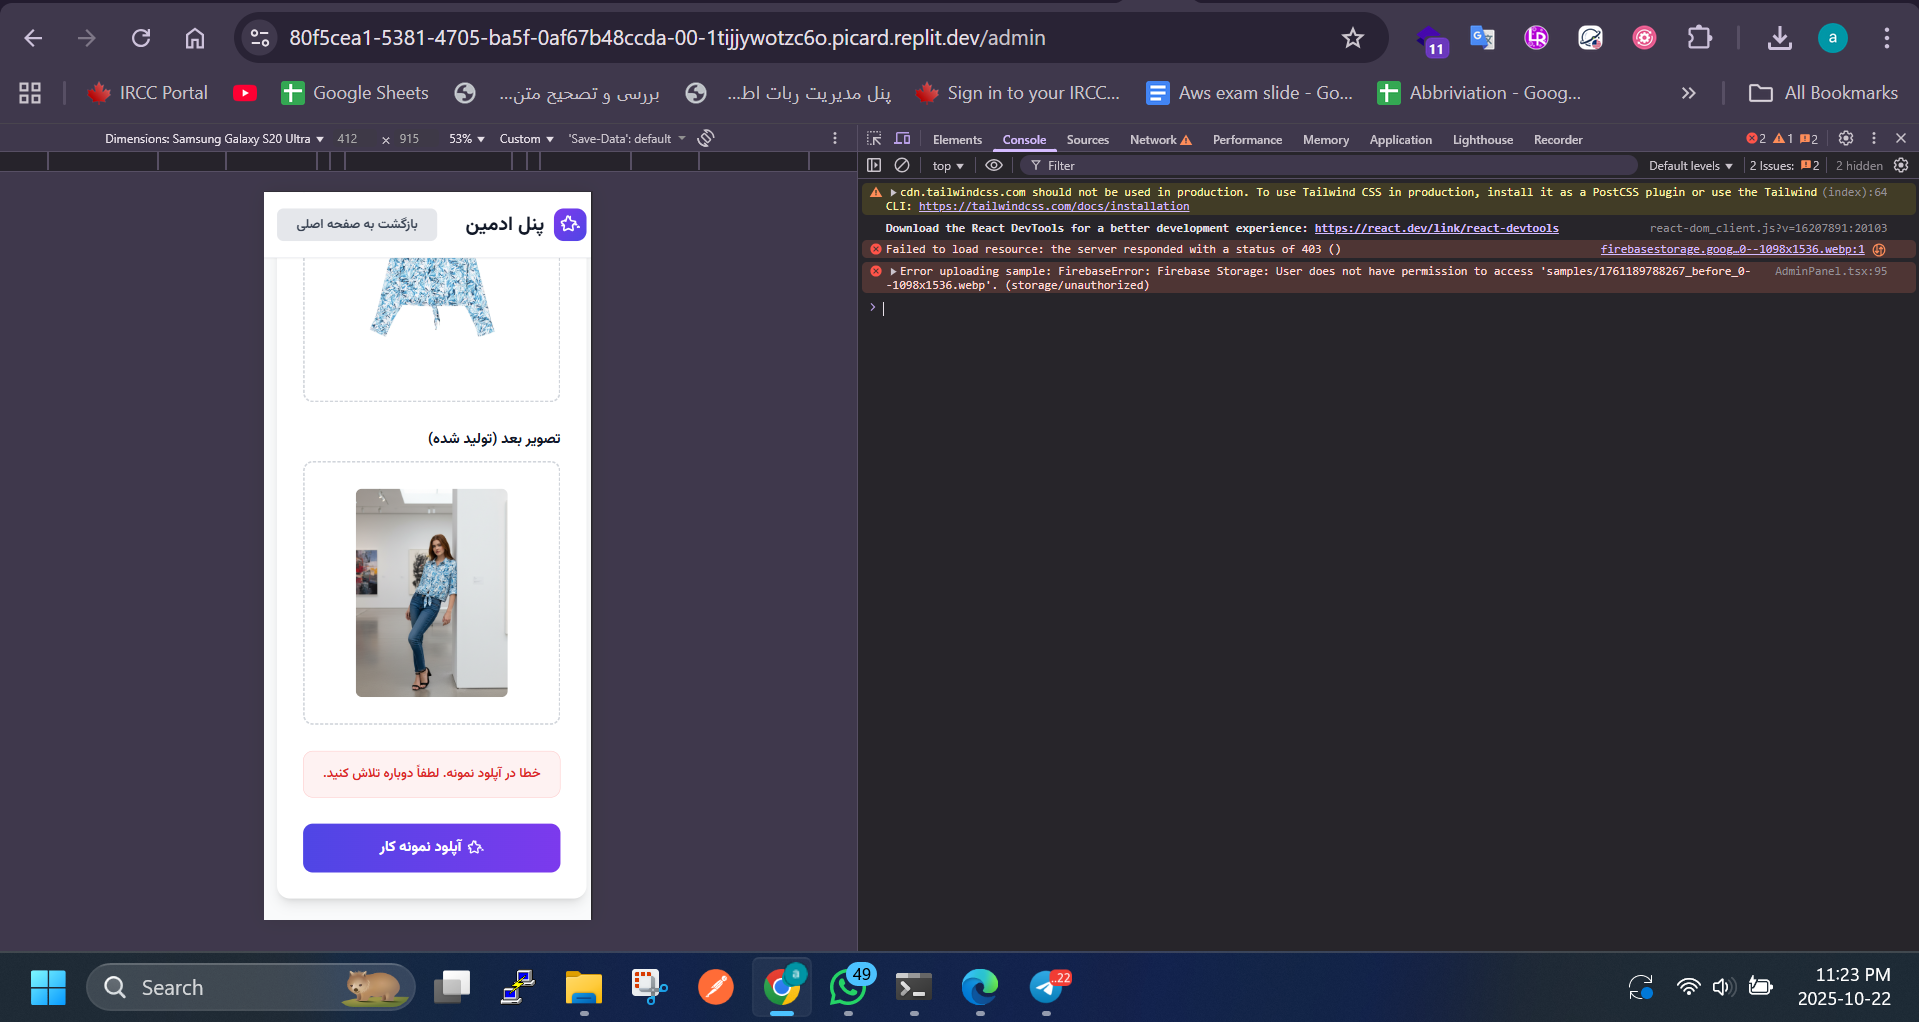 80f5cea1-5381-4705-ba5f-0af67b48ccda-00-1tijjywotzc6o.picard.replit.dev/admin
11
a
IRCC Portal
Google Sheets
بررسی و تصحیح متن...
پنل مدیریت ربات اط...
Sign in to your IRCC...
Aws exam slide - Go...
Abbriviation - Goog...
All Bookmarks
Dimensions: Samsung Galaxy S20 Ultra
412 × 915
53%
Custom
'Save-Data': default
Elements
Console
Sources
Network
Performance
Memory
Application
Lighthouse
Recorder
2 1 2
top
Filter
Default levels
2 Issues: 2
2 hidden
cdn.tailwindcss.com should not be used in production. To use Tailwind CSS in production, install it as a PostCSS plugin or use the Tailwind (index):64
CLI: https://tailwindcss.com/docs/installation
Download the React DevTools for a better development experience: https://react.dev/link/react-devtools react-dom_client.js?v=16207891:20103
Failed to load resource: the server responded with a status of 403 () firebasestorage.goog…0--1098x1536.webp:1
Error uploading sample: FirebaseError: Firebase Storage: User does not have permission to access 'samples/1761189788267_before_0- AdminPanel.tsx:95
-1098x1536.webp'. (storage/unauthorized)
پنل ادمین
بازگشت به صفحه اصلی
تصویر بعد (تولید شده)
خطا در آپلود نمونه. لطفاً دوباره تلاش کنید.
آپلود نمونه کار
Search
a
49
..22
11:23 PM
2025-10-22